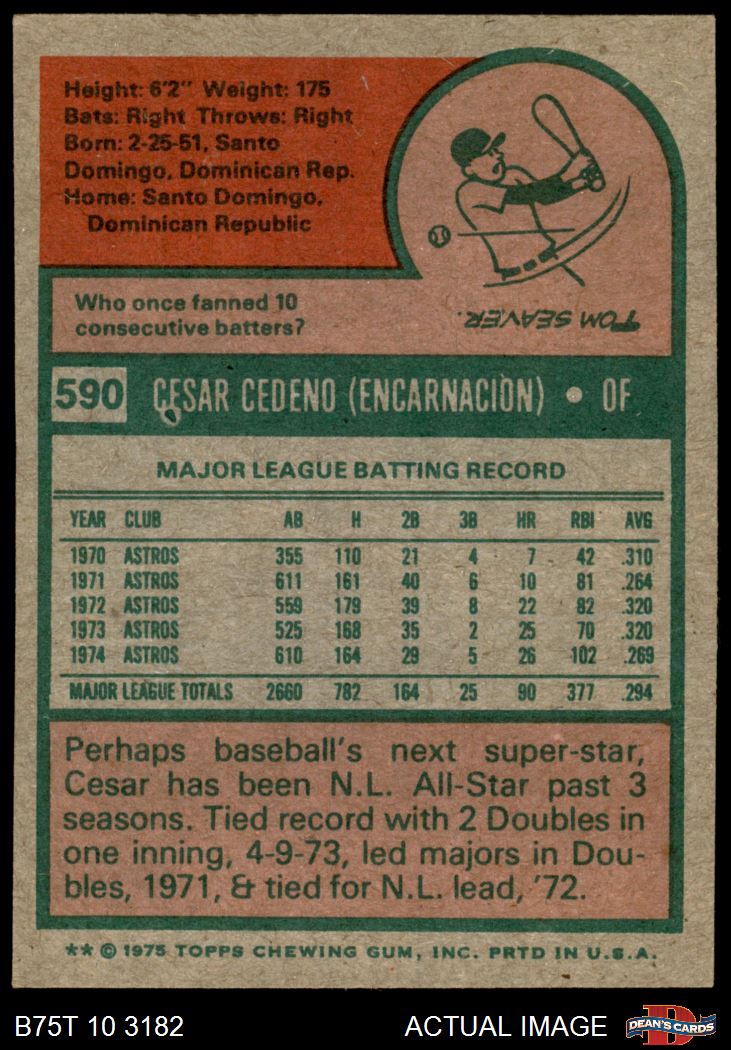 Height: 6'2" Weight: 175
Bats: Right Throws: Right
Born: 2-25-51, Santo
Domingo, Dominican Rep.
Home: Santo Domingo,
Dominican Republic
Who once fanned 10
consecutive batters?
TOM SEAVER.
590 CESAR CEDENO (ENCARNACION) • OF
MAJOR LEAGUE BATTING RECORD
YEAR CLUB AB H 2B 3B HR RBI AVG
1970 ASTROS 355 110 21 4 7 42 .310
1971 ASTROS 611 161 40 6 10 81 .264
1972 ASTROS 559 179 39 8 22 82 .320
1973 ASTROS 525 168 35 2 25 70 .320
1974 ASTROS 610 164 29 5 26 102 .269
MAJOR LEAGUE TOTALS 2660 782 164 25 90 377 .294
Perhaps baseball's next super-star,
Cesar has been N.L. All-Star past 3
seasons. Tied record with 2 Doubles in
one inning, 4-9-73, led majors in Dou-
bles, 1971, & tied for N.L. lead, '72.
** © 1975 TOPPS CHEWING GUM, INC. PRTD IN U.S.A.
B75T 10 3182 ACTUAL IMAGE DEAN'S CARDS